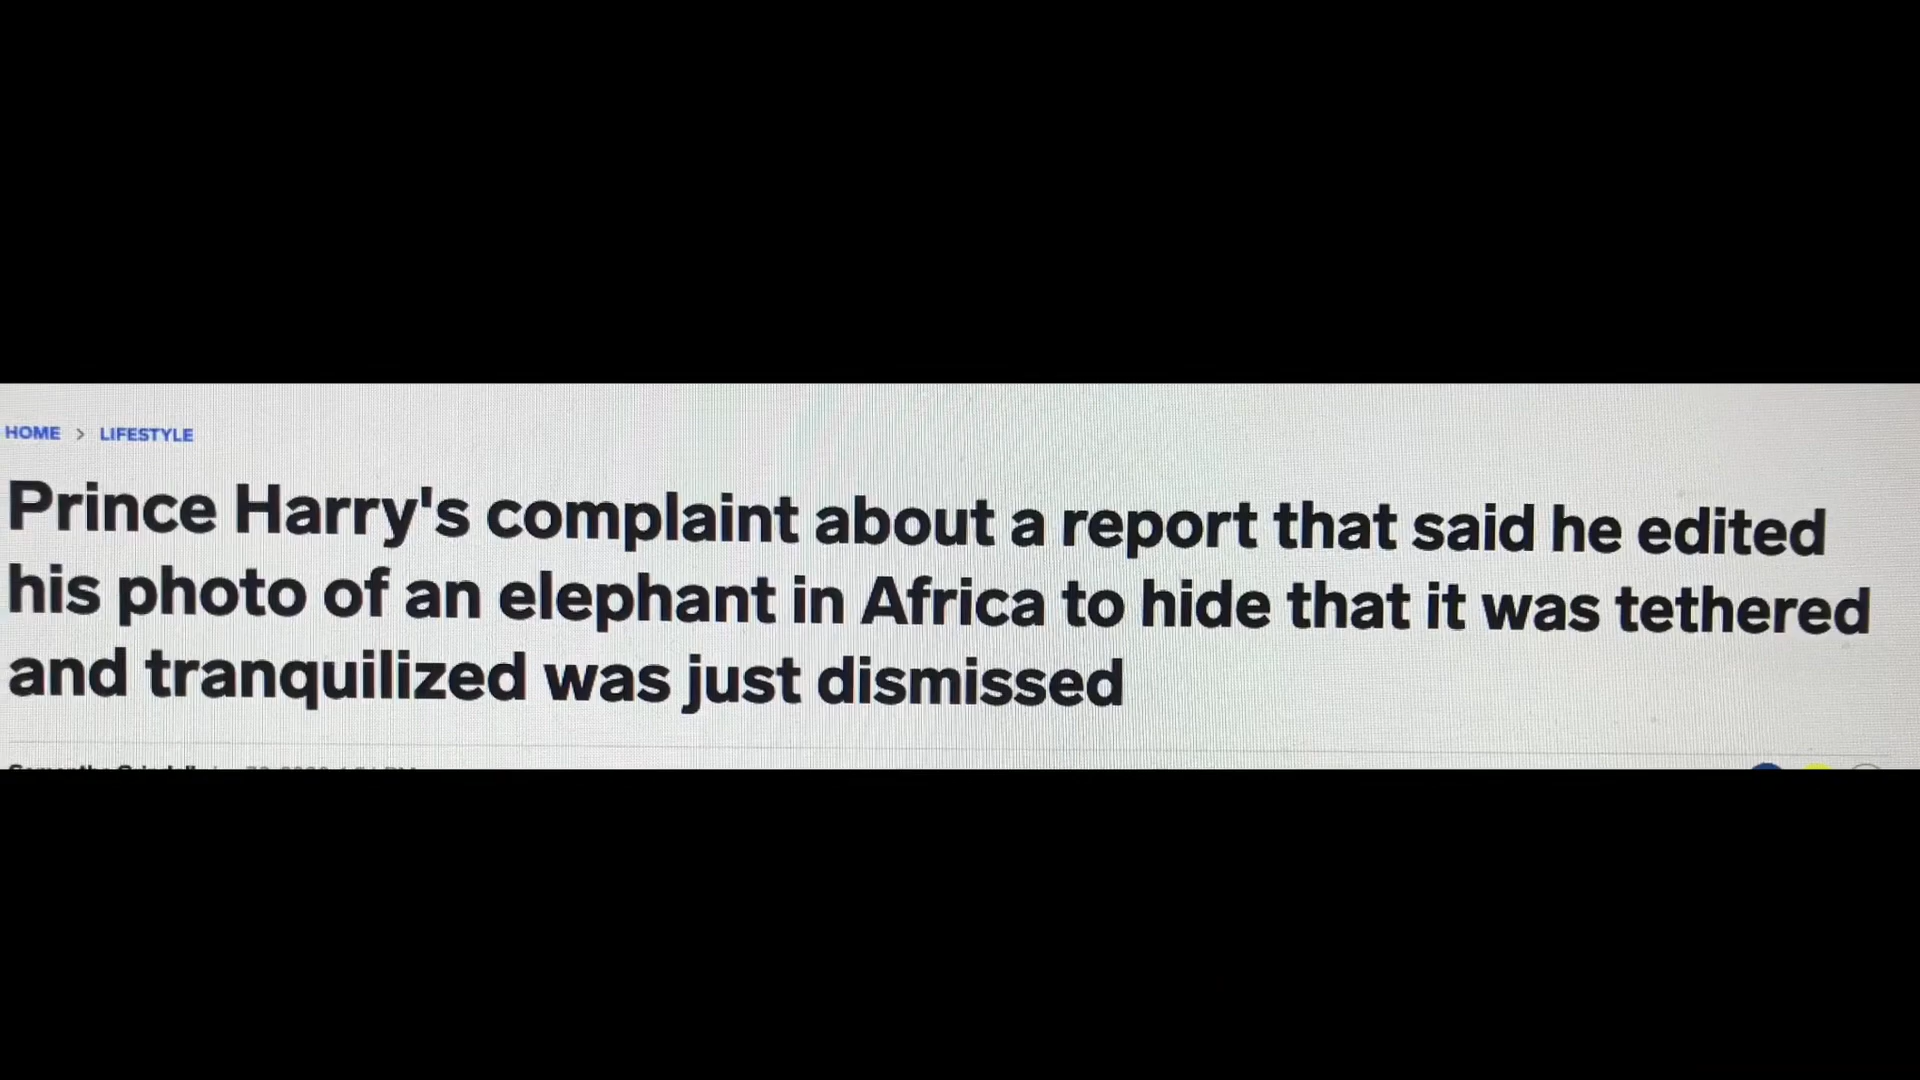 HOME > LIFESTYLE
Prince Harry's complaint about a report that said he edited
his photo of an elephant in Africa to hide that it was tethered
and tranquilized was just dismissed